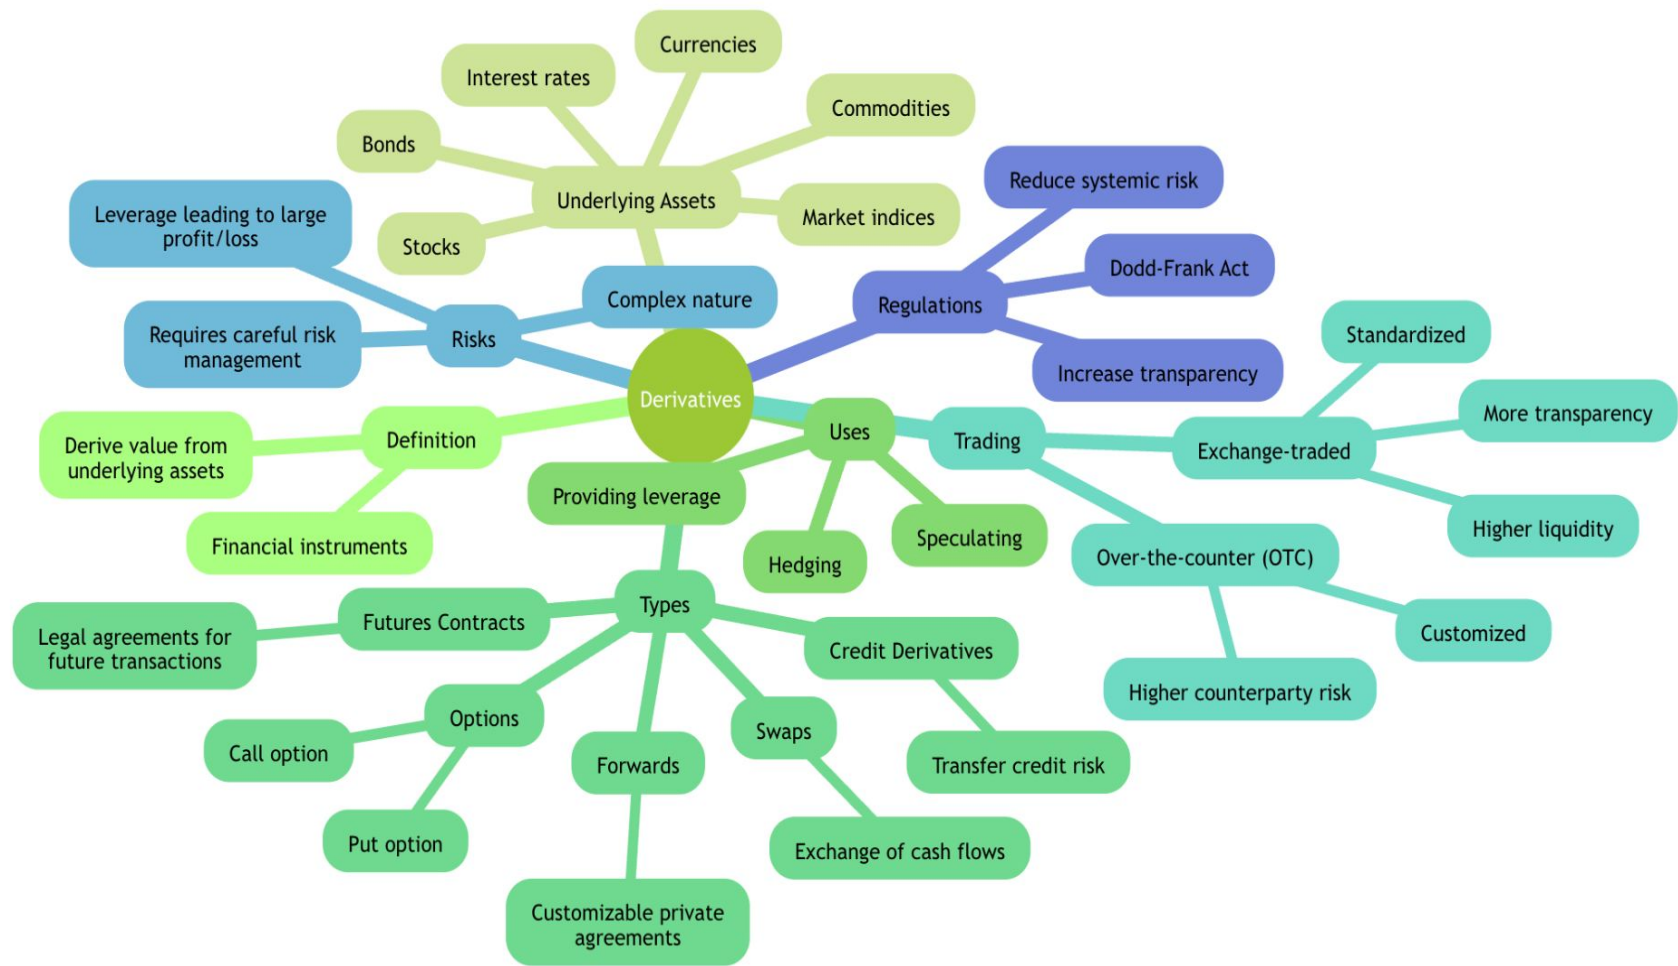 Currencies
Interest rates
Commodities
Bonds
Underlying Assets
Market indices
Stocks
Reduce systemic risk
Dodd-Frank Act
Regulations
Increase transparency
Leverage leading to large
profit/loss
Complex nature
Requires careful risk
management
Risks
Derivatives
Definition
Derive value from
underlying assets
Financial instruments
Uses
Providing leverage
Hedging
Speculating
Trading
Standardized
More transparency
Exchange-traded
Higher liquidity
Over-the-counter (OTC)
Customized
Higher counterparty risk
Types
Futures Contracts
Legal agreements for
future transactions
Options
Call option
Put option
Forwards
Customizable private
agreements
Swaps
Exchange of cash flows
Credit Derivatives
Transfer credit risk